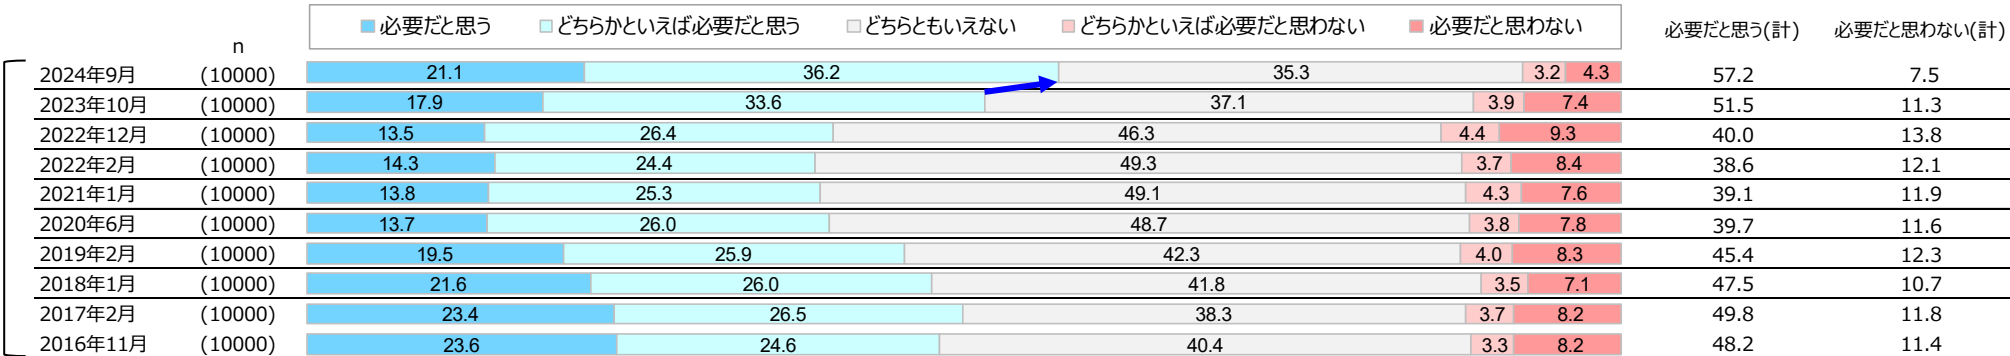 必要だと思う どちらかといえば必要だと思う どちらともいえない どちらかといえば必要だと思わない 必要だと思わない 必要だと思う(計) 必要だと思わない(計)
n
2024年9月 (10000) 21.1 36.2 35.3 3.2 4.3 57.2 7.5
2023年10月 (10000) 17.9 33.6 37.1 3.9 7.4 51.5 11.3
2022年12月 (10000) 13.5 26.4 46.3 4.4 9.3 40.0 13.8
2022年2月 (10000) 14.3 24.4 49.3 3.7 8.4 38.6 12.1
2021年1月 (10000) 13.8 25.3 49.1 4.3 7.6 39.1 11.9
2020年6月 (10000) 13.7 26.0 48.7 3.8 7.8 39.7 11.6
2019年2月 (10000) 19.5 25.9 42.3 4.0 8.3 45.4 12.3
2018年1月 (10000) 21.6 26.0 41.8 3.5 7.1 47.5 10.7
2017年2月 (10000) 23.4 26.5 38.3 3.7 8.2 49.8 11.8
2016年11月 (10000) 23.6 24.6 40.4 3.3 8.2 48.2 11.4